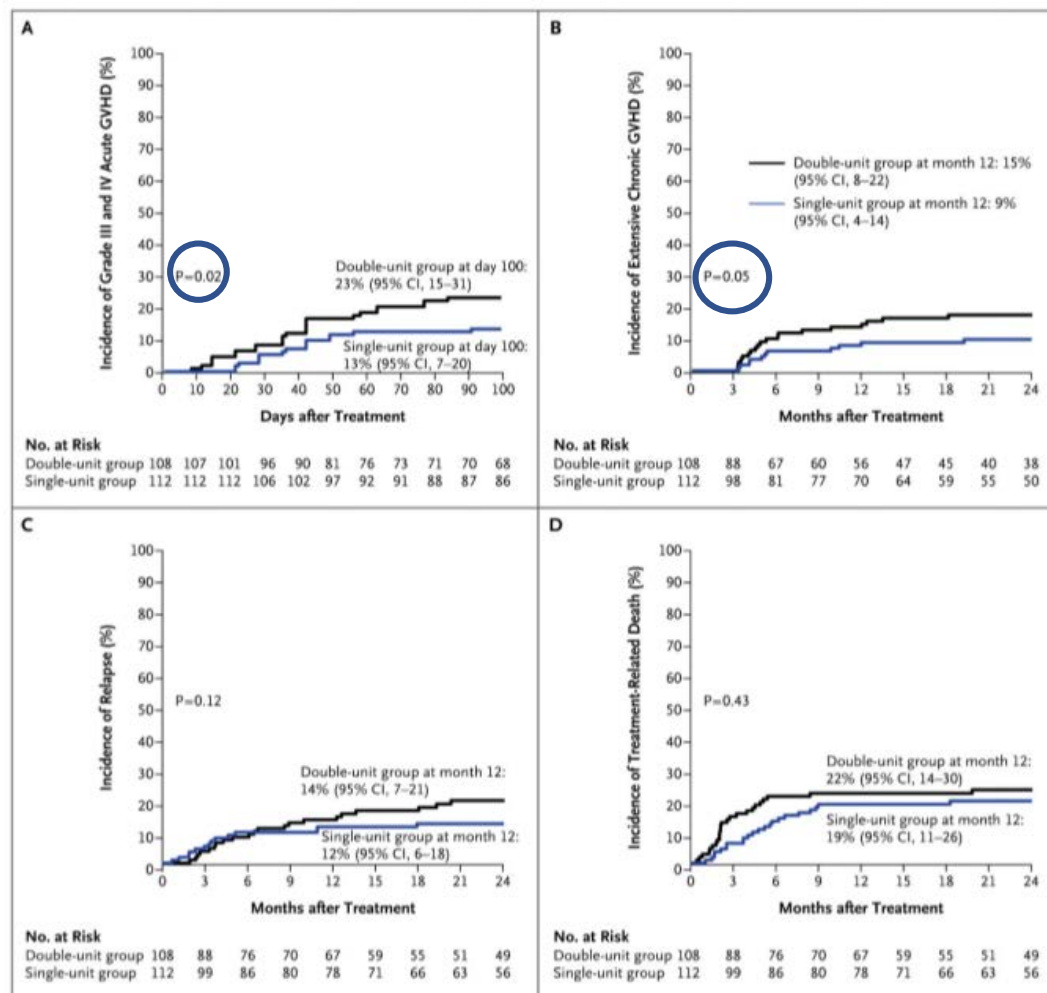 A
Incidence of Grade III and IV Acute GVHD (%)
100
90
80
70
60
50
40
30
20
10
0
P=0.02
Double-unit group at day 100:
23% (95% CI, 15–31)
Single-unit group at day 100:
13% (95% CI, 7–20)
0 10 20 30 40 50 60 70 80 90 100
Days after Treatment
No. at Risk
Double-unit group 108 107 101 96 90 81 76 73 71 70 68
Single-unit group 112 112 112 106 102 97 92 91 88 87 86
B
Incidence of Extensive Chronic GVHD (%)
100
90
80
70
60
50
40
30
20
10
0
Double-unit group at month 12: 15%
(95% CI, 8–22)
Single-unit group at month 12: 9%
(95% CI, 4–14)
P=0.05
0 3 6 9 12 15 18 21 24
Months after Treatment
No. at Risk
Double-unit group 108 88 67 60 56 47 45 40 38
Single-unit group 112 98 81 77 70 64 59 55 50
C
Incidence of Relapse (%)
100
90
80
70
60
50
40
30
20
10
0
P=0.12
Double-unit group at month 12:
14% (95% CI, 7–21)
Single-unit group at month 12:
12% (95% CI, 6–18)
0 3 6 9 12 15 18 21 24
Months after Treatment
No. at Risk
Double-unit group 108 88 76 70 67 59 55 51 49
Single-unit group 112 99 86 80 78 71 66 63 56
D
Incidence of Treatment-Related Death (%)
100
90
80
70
60
50
40
30
20
10
0
P=0.43
Double-unit group at month 12:
22% (95% CI, 14–30)
Single-unit group at month 12:
19% (95% CI, 11–26)
0 3 6 9 12 15 18 21 24
Months after Treatment
No. at Risk
Double-unit group 108 88 76 70 67 59 55 51 49
Single-unit group 112 99 86 80 78 71 66 63 56